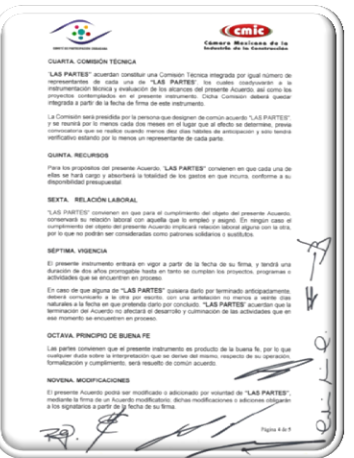 cmic
Cámara Mexicana de la
Industria de la Construcción
CUARTA. COMISIÓN TÉCNICA
"LAS PARTES" acuerdan constituir una Comisión Técnica integrada por igual número de
representantes de cada una de "LAS PARTES", los cuales coadyuvarán a la
instrumentación técnica y evaluación de los alcances del presente Acuerdo, así como los
proyectos contemplados en el presente instrumento. Dicha Comisión deberá quedar
integrada a partir de la fecha de firma de este instrumento.
La Comisión será presidida por la persona que designen de común acuerdo "LAS PARTES"
y se reunirá por lo menos cada dos meses en el lugar que al efecto se determine, previa
convocatoria que se realice cuando menos diez días hábiles de anticipación y sólo tendrá
verificativo estando por lo menos un representante de cada parte.
QUINTA. RECURSOS
Para los propósitos del presente Acuerdo, "LAS PARTES" convienen en que cada una de
ellas se hará cargo y absorberá la totalidad de los gastos en que incurra, conforme a su
disponibilidad presupuestal.
SEXTA. RELACIÓN LABORAL
"LAS PARTES" convienen en que para el cumplimiento del objeto del presente Acuerdo,
conservará su relación laboral con aquella que lo empleó y asignó. En ningún caso el
cumplimiento del objeto del presente Acuerdo implicará relación laboral alguna con la otra,
por lo que no podrán ser consideradas como patrones solidarios o sustitutos.
SÉPTIMA. VIGENCIA
El presente instrumento entrará en vigor a partir de la fecha de su firma, y tendrá una
duración de dos años prorrogable hasta en tanto se cumplan los proyectos, programas o
actividades que se encuentren en proceso.
En caso de que alguna de "LAS PARTES" quisiera darlo por terminado anticipadamente,
deberá comunicarlo a la otra por escrito, con una antelación no menos a veinte días
naturales a la fecha en que pretenda darlo por concluido. "LAS PARTES" acuerdan que la
terminación del Acuerdo no afectará el desarrollo y culminación de las actividades que en
ese momento se encuentren en proceso.
OCTAVA. PRINCIPIO DE BUENA FE
Las partes convienen que el presente instrumento es producto de la buena fe, por lo que
cualquier duda sobre la interpretación que se derive del mismo, respecto de su operación,
formalización y cumplimiento, será resuelto de común acuerdo.
NOVENA. MODIFICACIONES
El presente Acuerdo podrá ser modificado o adicionado por voluntad de "LAS PARTES",
mediante la firma de un Acuerdo modificatorio; dichas modificaciones o adiciones obligarán
a los signatarios a partir de la fecha de su firma.
Página 4 de 5